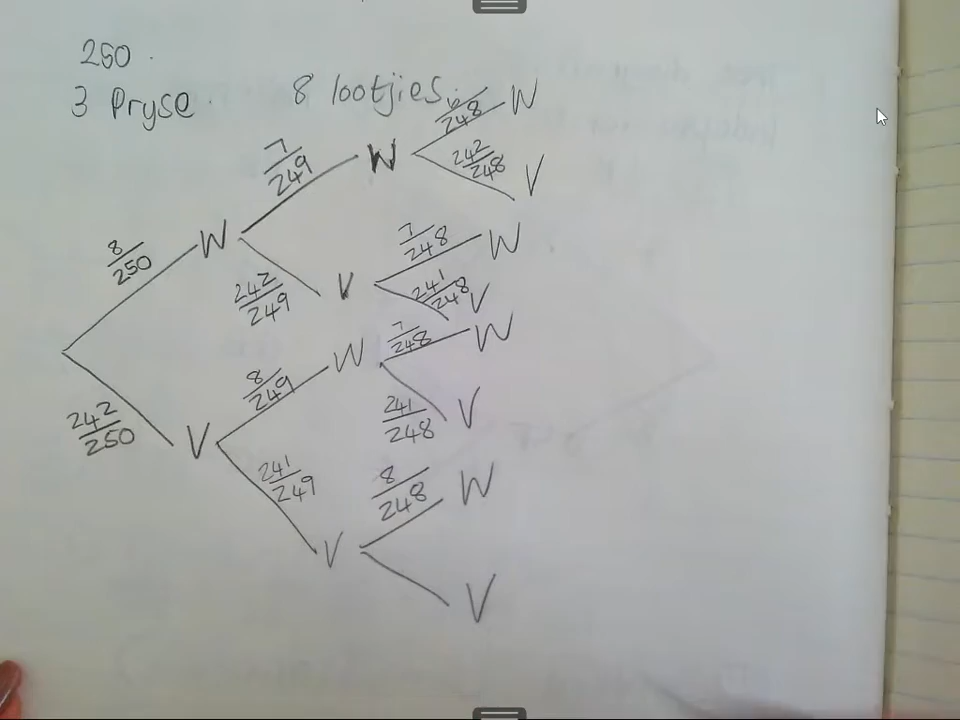 250.
3 Pryse. 8 lootjies.
6/248 W
7/249 W 242/248 V
8/250 W 7/248 W
242/249 V 241/248 V
7/248 W
8/249 W
242/250 V 241/248 V
241/249 8/248 W
V
V